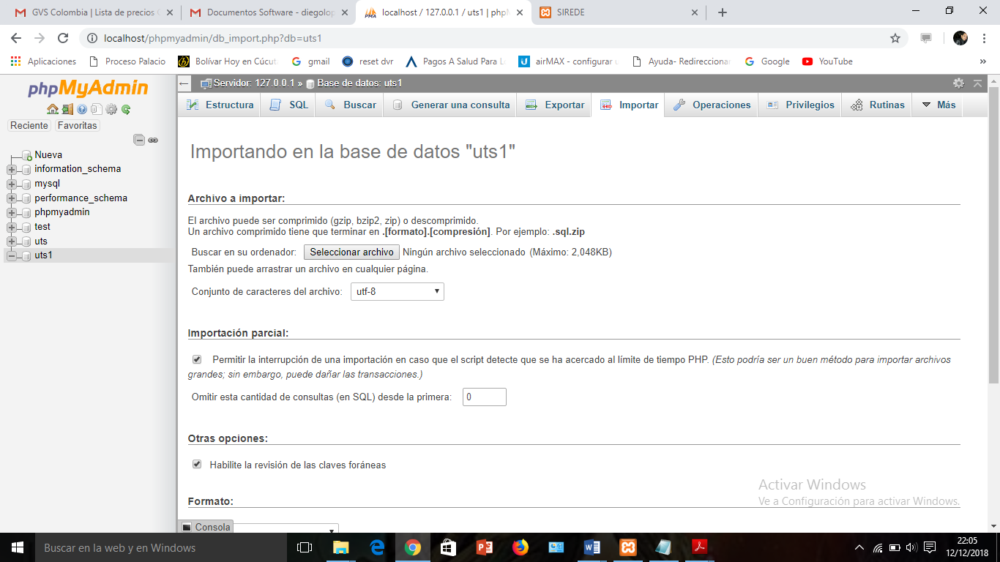 GVS Colombia | Lista de precios
Documentos Software - diegolop
localhost / 127.0.0.1 / uts1 | phpM
SIREDE
localhost/phpmyadmin/db_import.php?db=uts1
Aplicaciones
Proceso Palacio
Bolívar Hoy en Cúcut
gmail
reset dvr
Pagos A Salud Para L
airMAX - configurar u
Ayuda- Redireccionar
Google
YouTube
»
phpMyAdmin
Reciente
Favoritas
Nueva
information_schema
mysql
performance_schema
phpmyadmin
test
uts
uts1
Servidor: 127.0.0.1 » Base de datos: uts1
Estructura
SQL
Buscar
Generar una consulta
Exportar
Importar
Operaciones
Privilegios
Rutinas
Más
Importando en la base de datos "uts1"
Archivo a importar:
El archivo puede ser comprimido (gzip, bzip2, zip) o descomprimido.
Un archivo comprimido tiene que terminar en .[formato].[compresión]. Por ejemplo: .sql.zip
Buscar en su ordenador: Seleccionar archivo Ningún archivo seleccionado (Máximo: 2,048KB)
También puede arrastrar un archivo en cualquier página.
Conjunto de caracteres del archivo: utf-8
Importación parcial:
Permitir la interrupción de una importación en caso que el script detecte que se ha acercado al límite de tiempo PHP. (Esto podría ser un buen método para importar archivos
grandes; sin embargo, puede dañar las transacciones.)
Omitir esta cantidad de consultas (en SQL) desde la primera: 0
Otras opciones:
Habilite la revisión de las claves foráneas
Formato:
Activar Windows
Ve a Configuración para activar Windows.
Consola
Buscar en la web y en Windows
22:05
12/12/2018